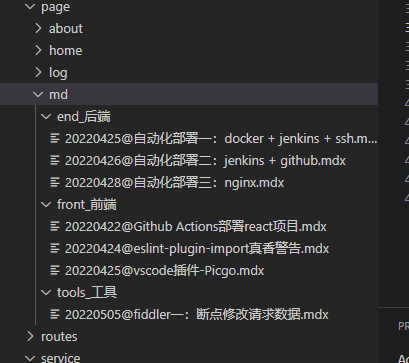 page
about
home
log
md
end_后端
20220425@自动化部署一：docker + jenkins + ssh.m...
20220426@自动化部署二：jenkins + github.mdx
20220428@自动化部署三：nginx.mdx
front_前端
20220422@Github Actions部署react项目.mdx
20220424@eslint-plugin-import真香警告.mdx
20220425@vscode插件-Picgo.mdx
tools_工具
20220505@fiddler一：断点修改请求数据.mdx
routes
service